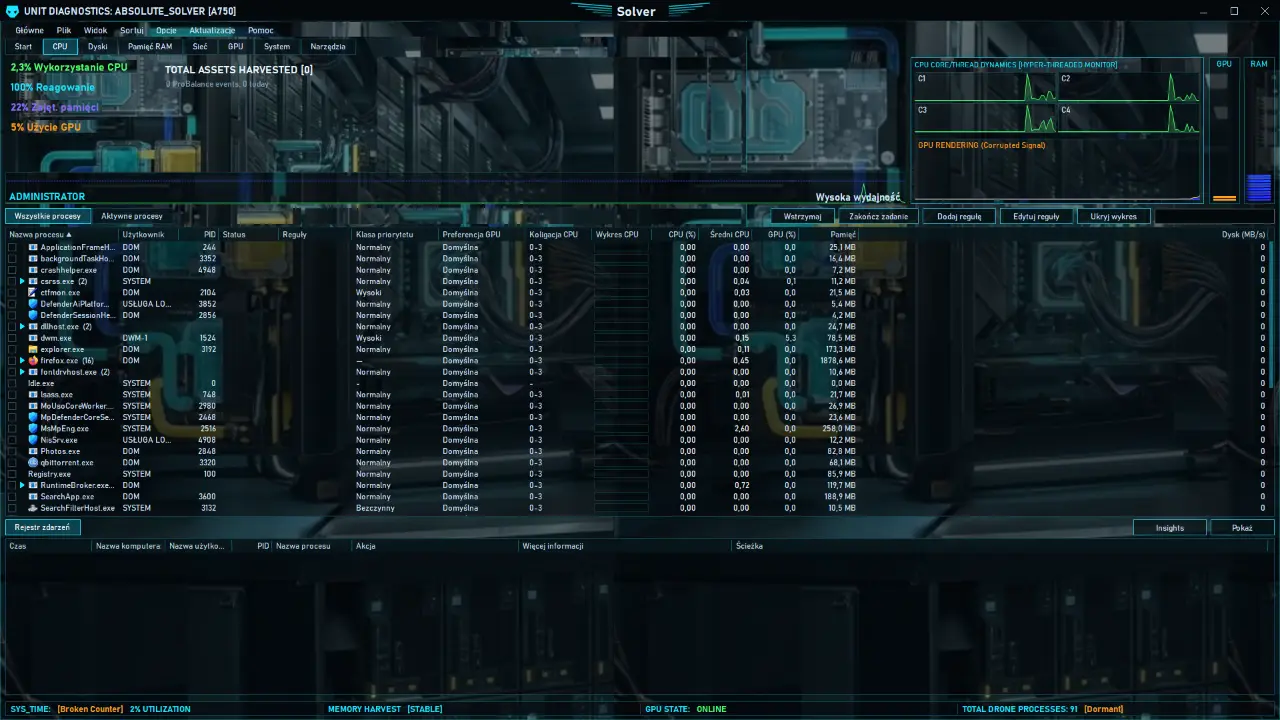 UNIT DIAGNOSTICS: ABSOLUTE_SOLVER [A750]
Solver
Główne Plik Widok Sortuj Opcje Aktualizacje Pomoc
Start CPU Dyski Pamięć RAM Sieć GPU System Narzędzia
2,3% Wykorzystanie CPU
100% Reagowanie
22% Zajęt. pamięci
5% Użycie GPU
TOTAL ASSETS HARVESTED [0]
0 ProBalance events, 0 today
CPU CORE/THREAD DYNAMICS [HYPER-THREADED MONITOR]
C1 C2
C3 C4
GPU RENDERING (Corrupted Signal)
GPU RAM
ADMINISTRATOR
Wysoka wydajność
Wszystkie procesy Aktywne procesy Wstrzymaj Zakończ zadanie Dodaj regułę Edytuj reguły Ukryj wykres
Nazwa procesu Użytkownik PID Status Reguły Klasa priorytetu Preferencja GPU Koligacja CPU Wykres CPU CPU (%) Średni CPU GPU (%) Pamięć Dysk (MB/s)
ApplicationFrameH... DOM 244 Normalny Domyślna 0-3 0,00 0,00 0,0 25,1 MB 0
backgroundTaskHo... DOM 3352 Normalny Domyślna 0-3 0,00 0,00 0,0 16,4 MB 0
crashhelper.exe DOM 4948 Normalny Domyślna 0-3 0,00 0,00 0,0 7,2 MB 0
csrss.exe (2) SYSTEM Normalny Domyślna 0-3 0,00 0,04 0,1 11,2 MB 0
ctfmon.exe DOM 2104 Wysoki Domyślna 0-3 0,00 0,03 0,0 21,5 MB 0
DefenderAiPlatfor... USŁUGA LO... 3852 Normalny Domyślna 0-3 0,00 0,00 0,0 5,4 MB 0
DefenderSessionHe... DOM 2856 Normalny Domyślna 0-3 0,00 0,00 0,0 4,2 MB 0
dllhost.exe (2) Normalny Domyślna 0-3 0,00 0,00 0,0 24,7 MB 0
dwm.exe DWM-1 1524 Wysoki Domyślna 0-3 0,00 0,15 5,3 78,5 MB 0
explorer.exe DOM 3192 Normalny Domyślna 0-3 0,00 0,11 0,0 173,3 MB 0
firefox.exe (16) DOM — Domyślna 0-3 0,00 0,45 0,0 1878,6 MB 0
fontdrvhost.exe (2) Normalny Domyślna 0-3 0,00 0,00 0,0 10,6 MB 0
Idle.exe SYSTEM 0 - Domyślna - 0,00 0,00 0,0 0,0 MB 0
lsass.exe SYSTEM 748 Normalny Domyślna 0-3 0,00 0,01 0,0 21,7 MB 0
MoUsoCoreWorker... SYSTEM 2980 Normalny Domyślna 0-3 0,00 0,00 0,0 26,9 MB 0
MpDefenderCoreSe... SYSTEM 2468 Normalny Domyślna 0-3 0,00 0,00 0,0 23,6 MB 0
MsMpEng.exe SYSTEM 2516 Normalny Domyślna 0-3 0,00 2,60 0,0 258,0 MB 0
NisSrv.exe USŁUGA LO... 4908 Normalny Domyślna 0-3 0,00 0,00 0,0 12,2 MB 0
Photos.exe DOM 2848 Normalny Domyślna 0-3 0,00 0,00 0,0 82,8 MB 0
qbittorrent.exe DOM 3320 Normalny Domyślna 0-3 0,00 0,00 0,0 68,1 MB 0
Registry.exe SYSTEM 100 Normalny Domyślna 0-3 0,00 0,00 0,0 85,9 MB 0
RuntimeBroker.exe... DOM Normalny Domyślna 0-3 0,00 0,72 0,0 119,7 MB 0
SearchApp.exe DOM 3600 Normalny Domyślna 0-3 0,00 0,00 0,0 188,9 MB 0
SearchFilterHost.exe SYSTEM 3132 Bezczynny Domyślna 0-3 0,00 0,00 0,0 10,5 MB 0
Rejestr zdarzeń Insights Pokaż
Czas Nazwa komputera Nazwa użytko... PID Nazwa procesu Akcja Więcej informacji Ścieżka
SYS_TIME: [Broken Counter] 2% UTILIZATION MEMORY HARVEST [STABLE] GPU STATE: ONLINE TOTAL DRONE PROCESSES: 91 [Dormant]